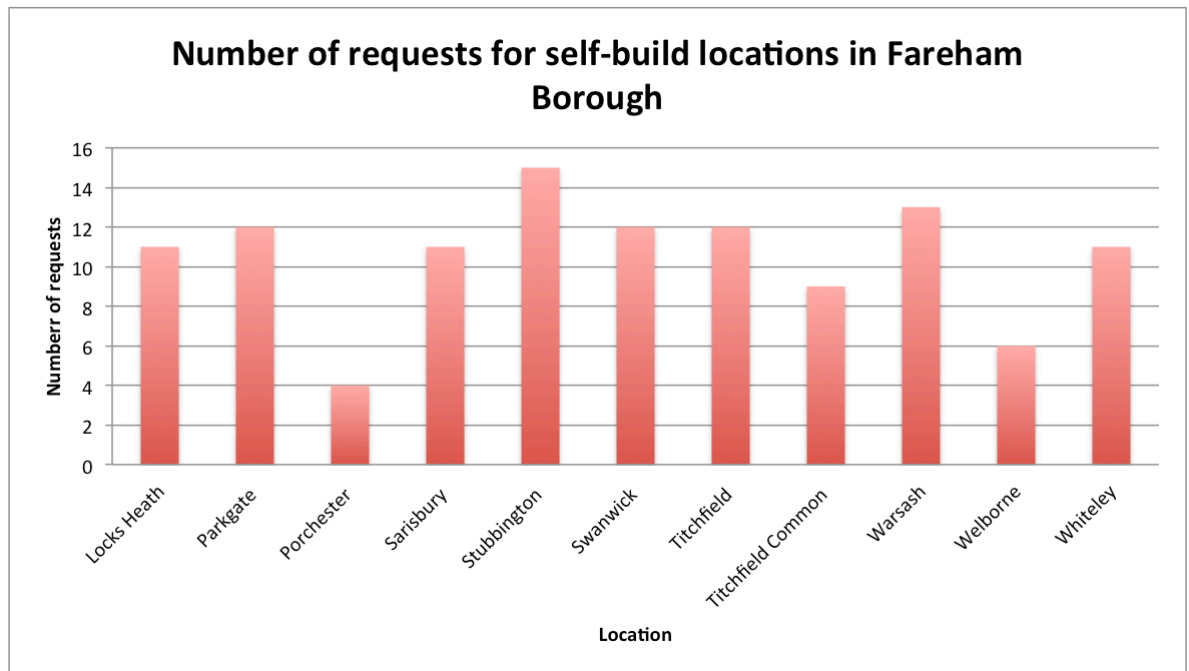 Number of requests for self-build locations in Fareham
Borough
16
14
12
10
8
6
4
2
0
Numberr of requests
Locks Heath
Parkgate
Porchester
Sarisbury
Stubbington
Swanwick
Titchfield
Titchfield Common
Warsash
Welborne
Whiteley
Location